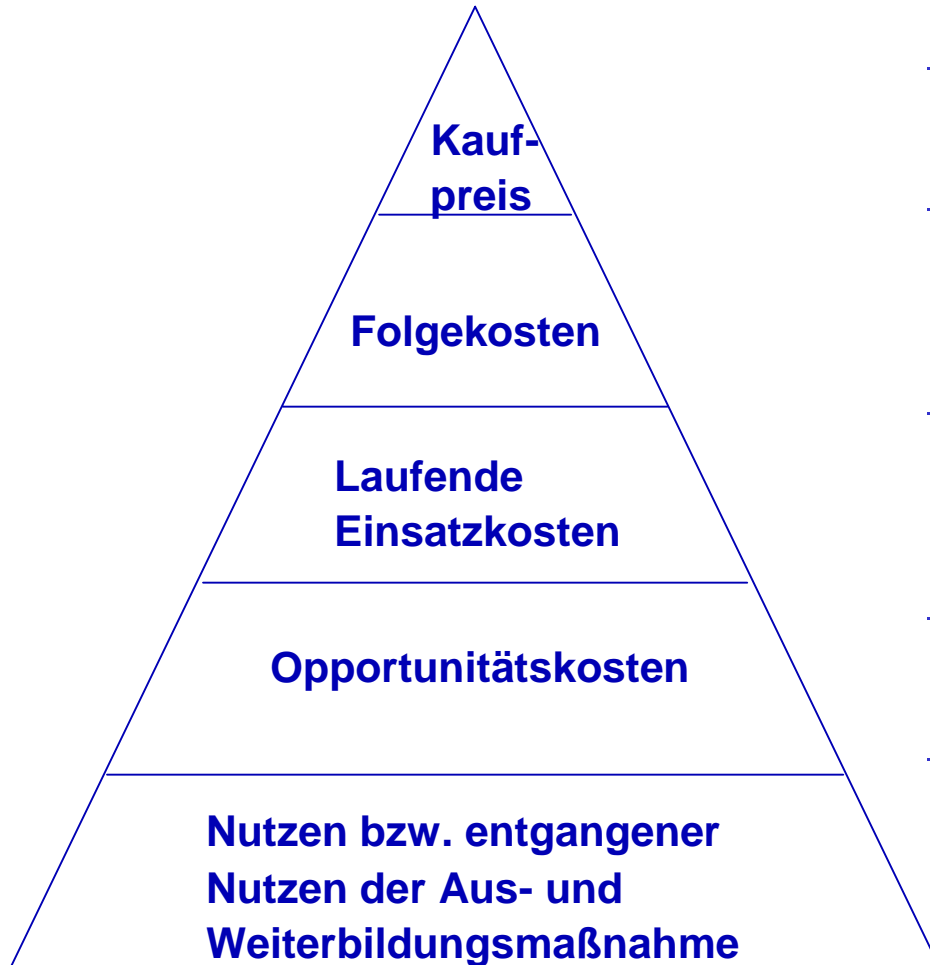 Kauf-
preis
Folgekosten
Laufende
Einsatzkosten
Opportunitätskosten
Nutzen bzw. entgangener
Nutzen der Aus- und
Weiterbildungsmaßnahme